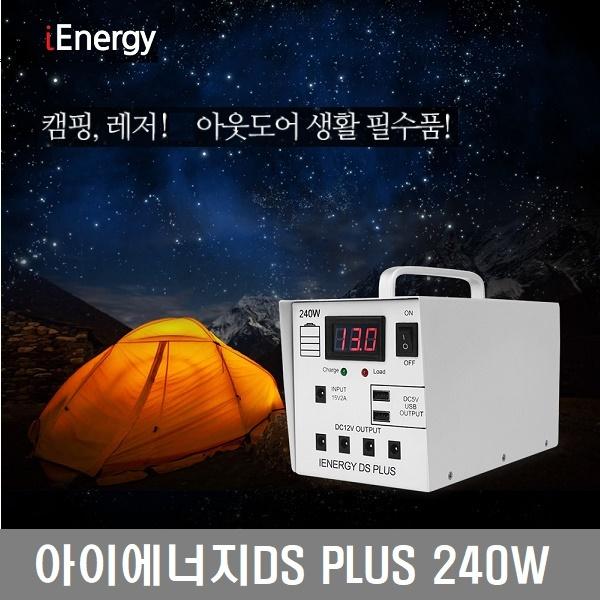 iEnergy
캠핑, 레저! 아웃도어 생활 필수품!
240W
ON
13.0
OFF
Charge
Load
INPUT
15V2A
DC5V
USB
OUTPUT
DC12V OUTPUT
IENERGY DS PLUS
아이에너지DS PLUS 240W